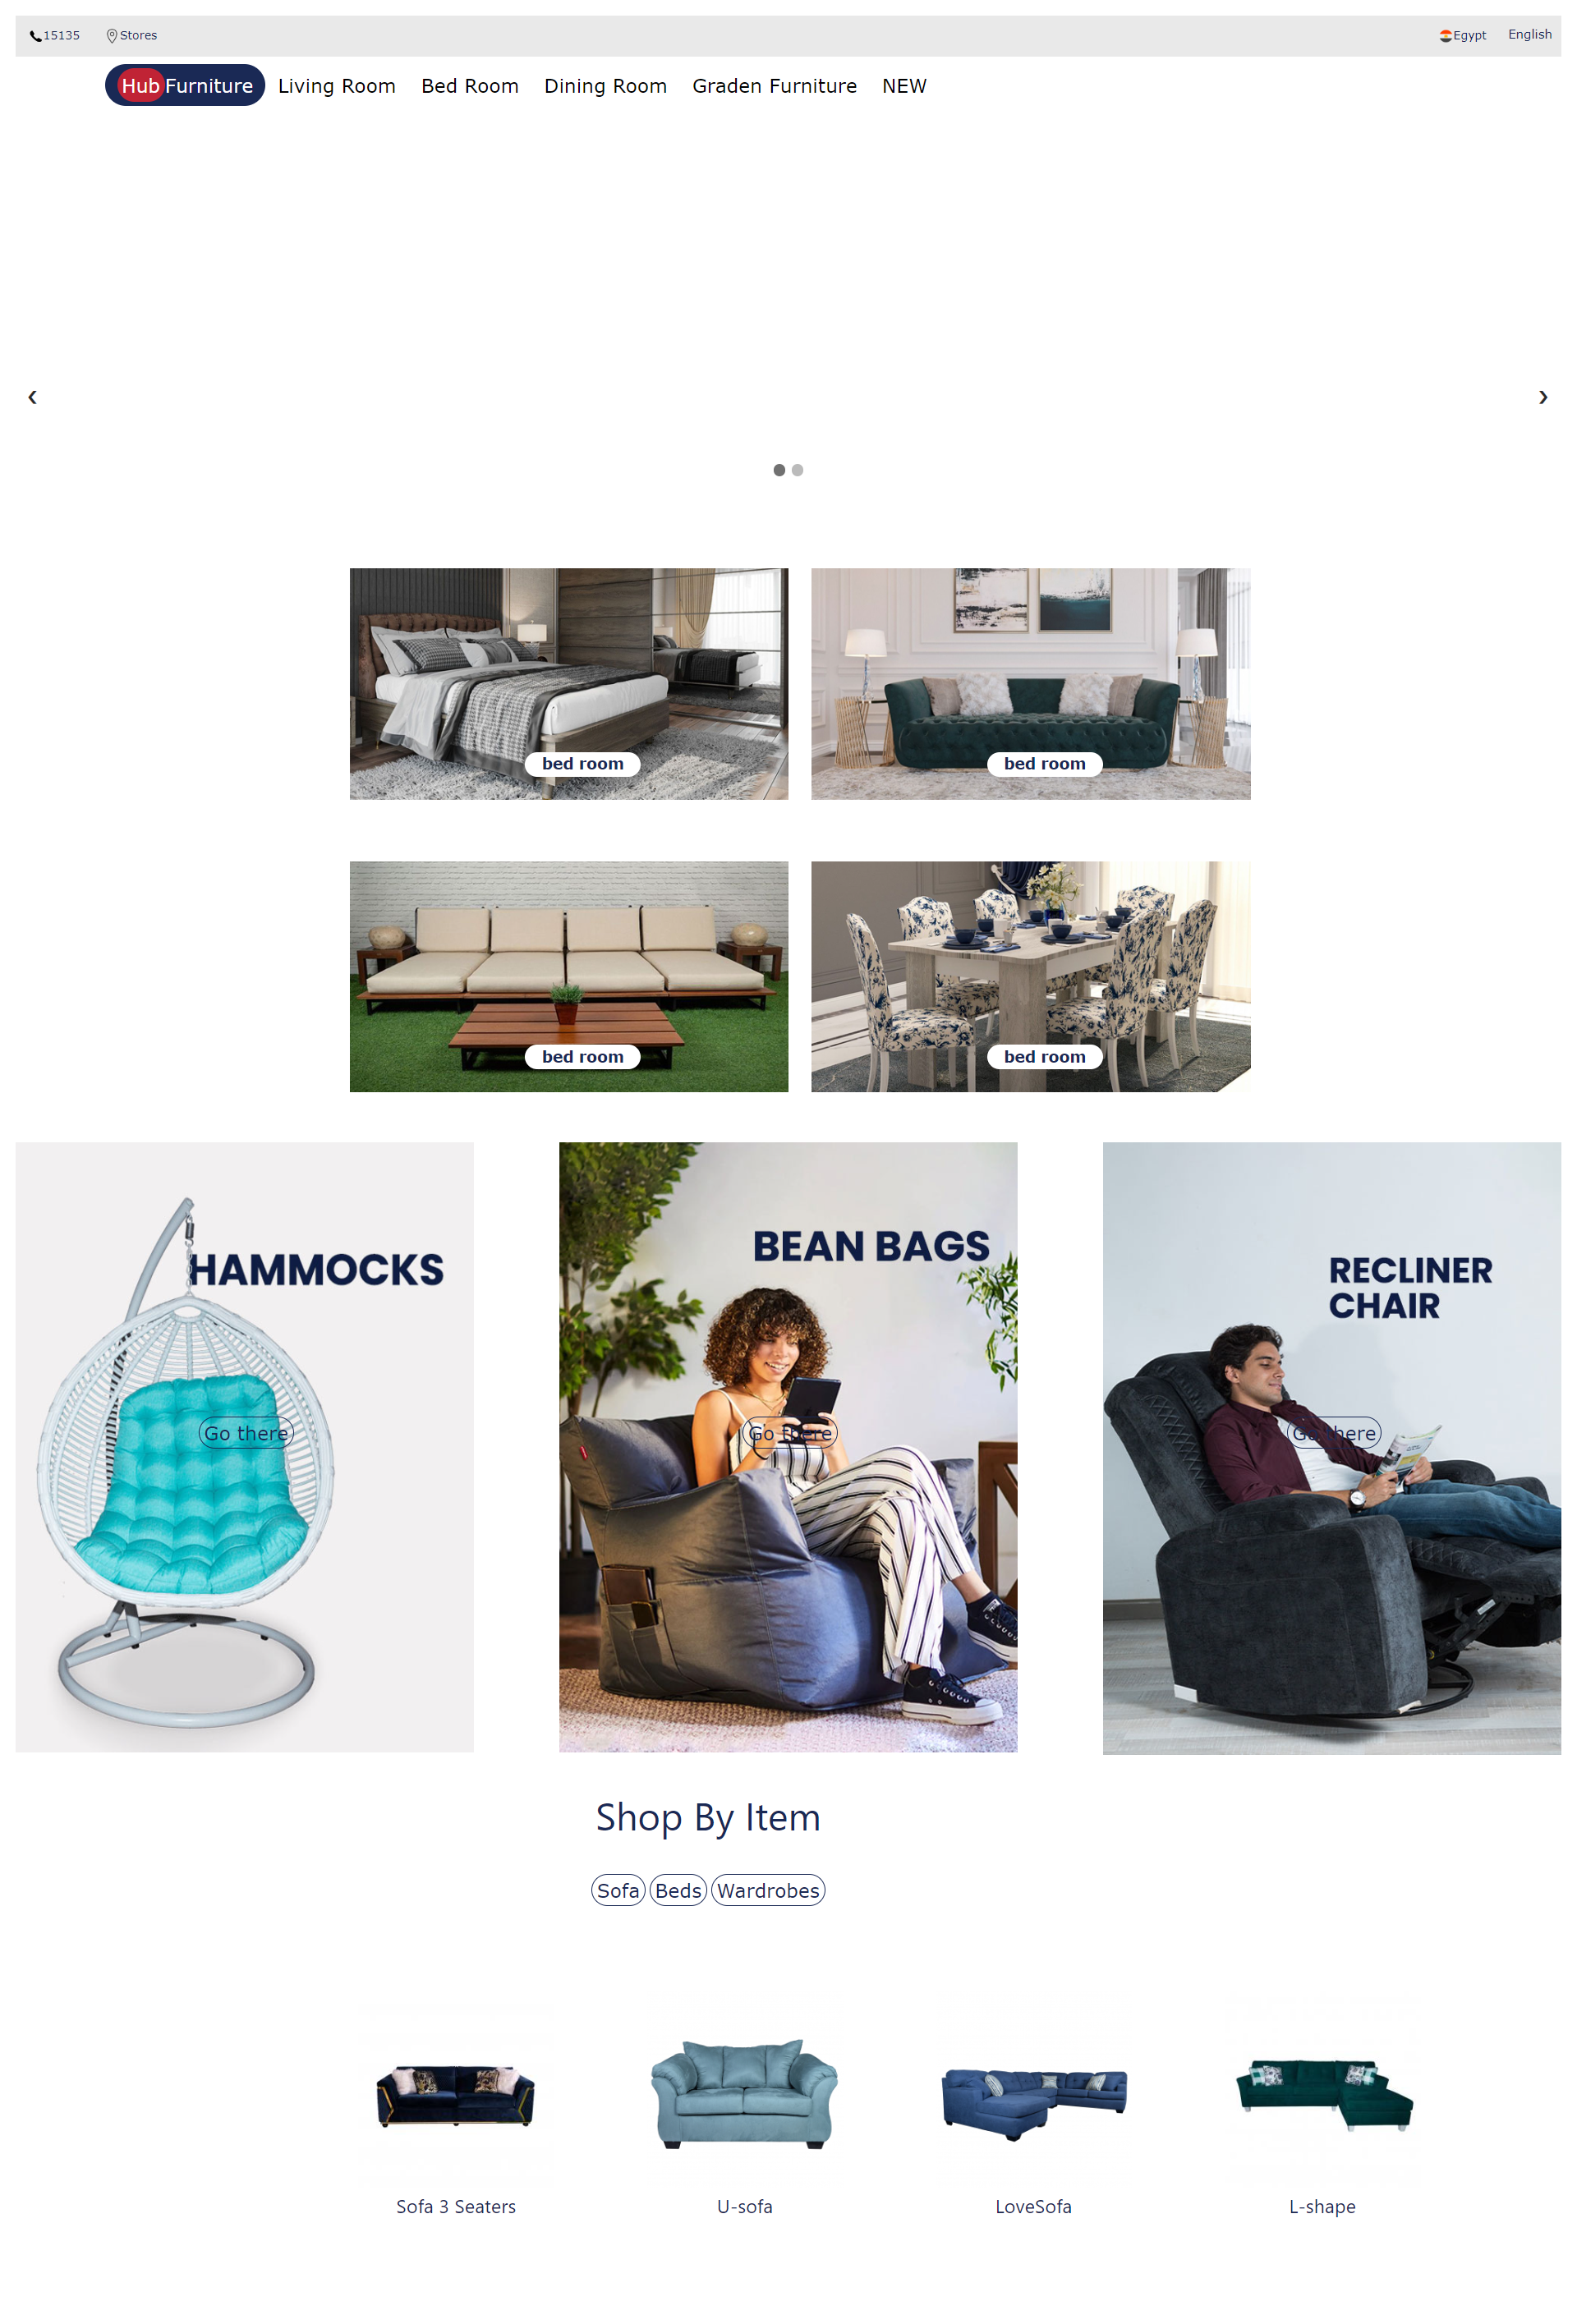 15135 Stores Egypt English
Hub Furniture Living Room Bed Room Dining Room Graden Furniture NEW
❮ ❯
bed room bed room
bed room bed room
HAMMOCKS BEAN BAGS RECLINER
CHAIR
Go there Go there Go there
Shop By Item
Sofa Beds Wardrobes
Sofa 3 Seaters U-sofa LoveSofa L-shape